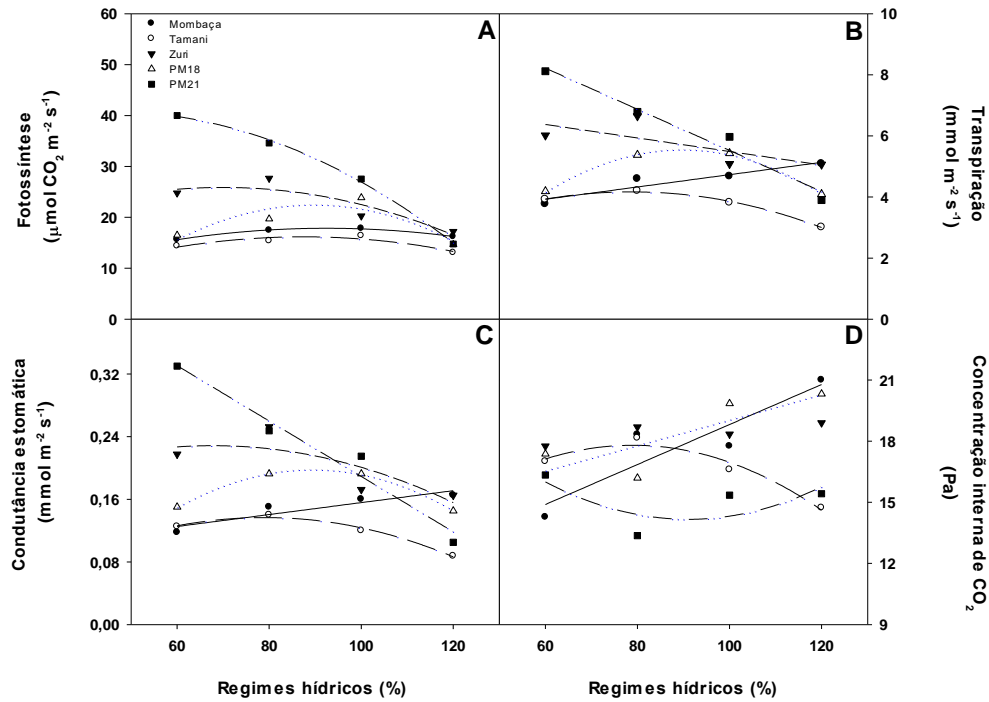 A
Mombaça
Tamani
Zuri
PM18
PM21
60
50
40
30
20
10
0
Fotossíntese
(µmol CO2 m-2 s-1)
B
10
8
6
4
2
0
Transpiração
(mmol m-2 s-1)
C
0,32
0,24
0,16
0,08
0,00
Condutância estomática
(mmol m-2 s-1)
60
80
100
120
Regimes hídricos (%)
D
21
18
15
12
9
Concentração interna de CO2
(Pa)
60
80
100
120
Regimes hídricos (%)